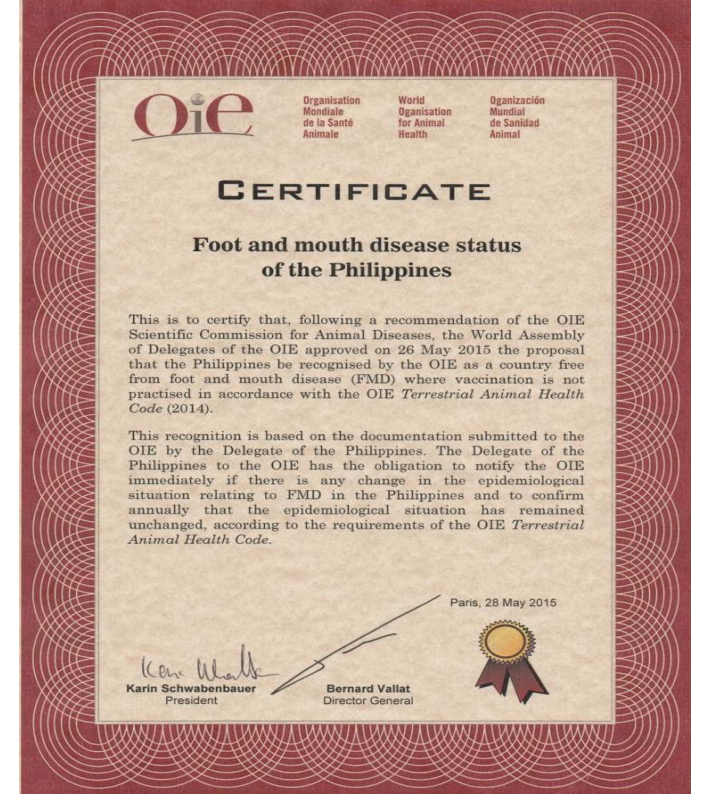 OiE
Organisation
Mondiale
de la Santé
Animale
World
Oganisation
for Animal
Health
Oganización
Mundial
de Sanidad
Animal
CERTIFICATE
Foot and mouth disease status
of the Philippines
This is to certify that, following a recommendation of the OIE
Scientific Commission for Animal Diseases, the World Assembly
of Delegates of the OIE approved on 26 May 2015 the proposal
that the Philippines be recognised by the OIE as a country free
from foot and mouth disease (FMD) where vaccination is not
practised in accordance with the OIE Terrestrial Animal Health
Code (2014).
This recognition is based on the documentation submitted to the
OIE by the Delegate of the Philippines. The Delegate of the
Philippines to the OIE has the obligation to notify the OIE
immediately if there is any change in the epidemiological
situation relating to FMD in the Philippines and to confirm
annually that the epidemiological situation has remained
unchanged, according to the requirements of the OIE Terrestrial
Animal Health Code.
Paris, 28 May 2015
Karin Schwabenbauer
President
Bernard Vallat
Director General